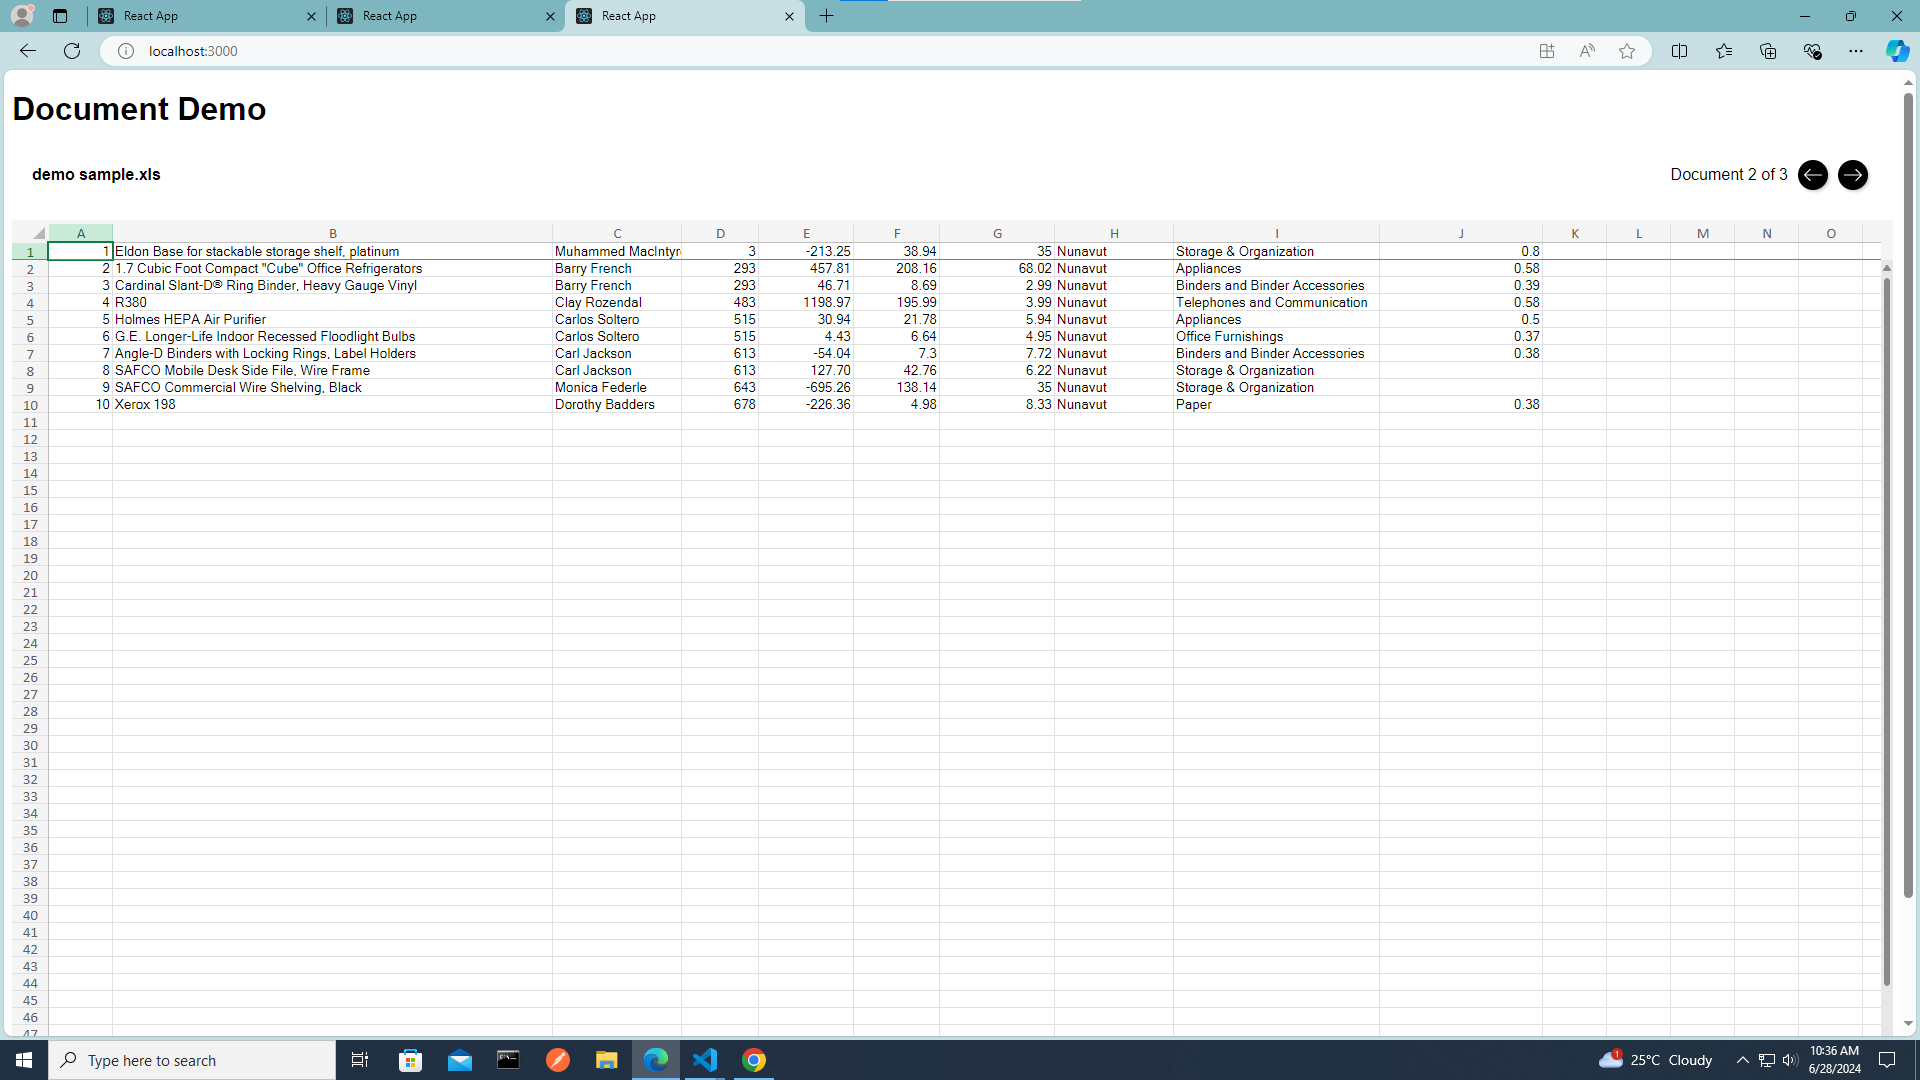 React App React App React App
localhost:3000
Document Demo
demo sample.xls Document 2 of 3
A B C D E F G H I J K L M N O
1 1 Eldon Base for stackable storage shelf, platinum Muhammed MacIntyr 3 -213.25 38.94 35 Nunavut Storage & Organization 0.8
2 2 1.7 Cubic Foot Compact "Cube" Office Refrigerators Barry French 293 457.81 208.16 68.02 Nunavut Appliances 0.58
3 3 Cardinal Slant-D® Ring Binder, Heavy Gauge Vinyl Barry French 293 46.71 8.69 2.99 Nunavut Binders and Binder Accessories 0.39
4 4 R380 Clay Rozendal 483 1198.97 195.99 3.99 Nunavut Telephones and Communication 0.58
5 5 Holmes HEPA Air Purifier Carlos Soltero 515 30.94 21.78 5.94 Nunavut Appliances 0.5
6 6 G.E. Longer-Life Indoor Recessed Floodlight Bulbs Carlos Soltero 515 4.43 6.64 4.95 Nunavut Office Furnishings 0.37
7 7 Angle-D Binders with Locking Rings, Label Holders Carl Jackson 613 -54.04 7.3 7.72 Nunavut Binders and Binder Accessories 0.38
8 8 SAFCO Mobile Desk Side File, Wire Frame Carl Jackson 613 127.70 42.76 6.22 Nunavut Storage & Organization
9 9 SAFCO Commercial Wire Shelving, Black Monica Federle 643 -695.26 138.14 35 Nunavut Storage & Organization
10 10 Xerox 198 Dorothy Badders 678 -226.36 4.98 8.33 Nunavut Paper 0.38
11
12
13
14
15
16
17
18
19
20
21
22
23
24
25
26
27
28
29
30
31
32
33
34
35
36
37
38
39
40
41
42
43
44
45
46
47
Type here to search 1 25°C Cloudy 10:36 AM
6/28/2024